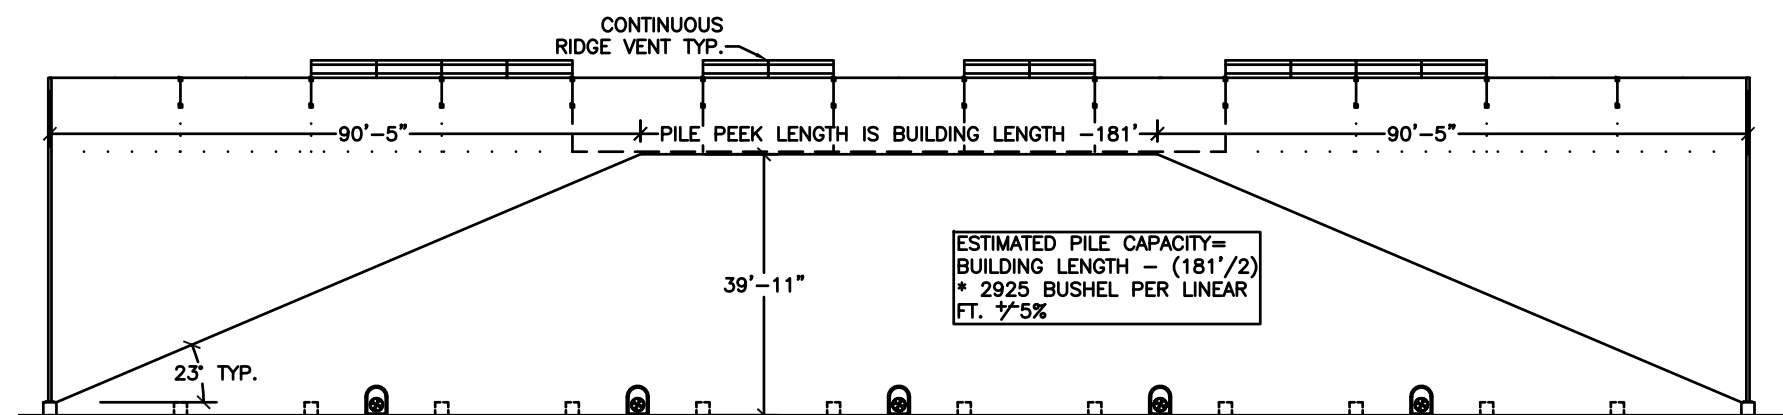 CONTINUOUS
RIDGE VENT TYP.
90'-5"
PILE PEEK LENGTH IS BUILDING LENGTH -181'
90'-5"
ESTIMATED PILE CAPACITY=
BUILDING LENGTH - (181'/2)
* 2925 BUSHEL PER LINEAR
FT. +/-5%
39'-11"
23° TYP.